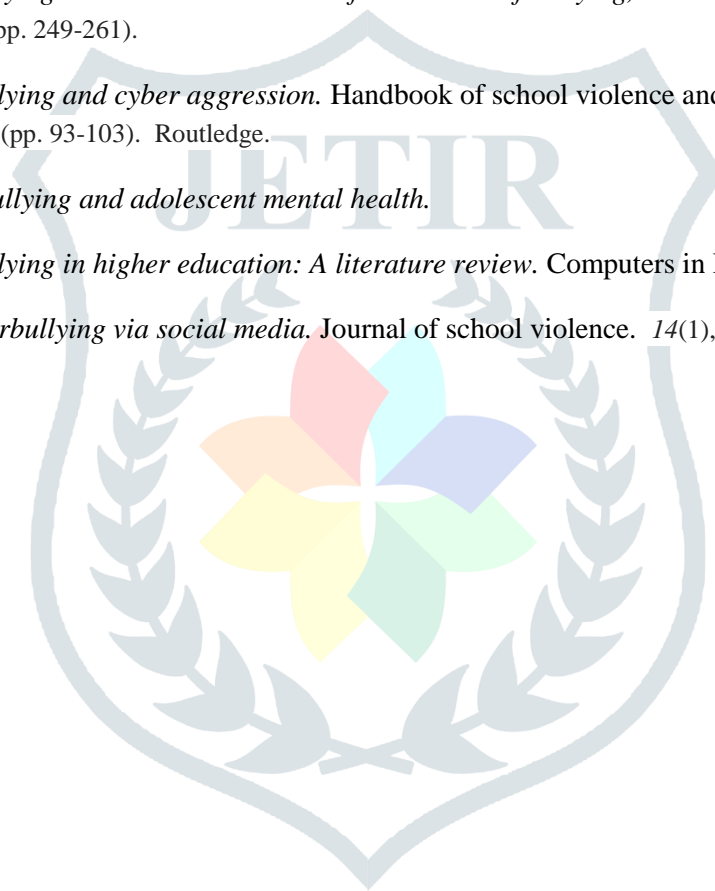 pp. 249-261).
lying and cyber aggression. Handbook of school violence and
(pp. 93-103). Routledge.
JETIR
ullying and adolescent mental health.
lying in higher education: A literature review. Computers in
rbullying via social media. Journal of school violence. 14(1),